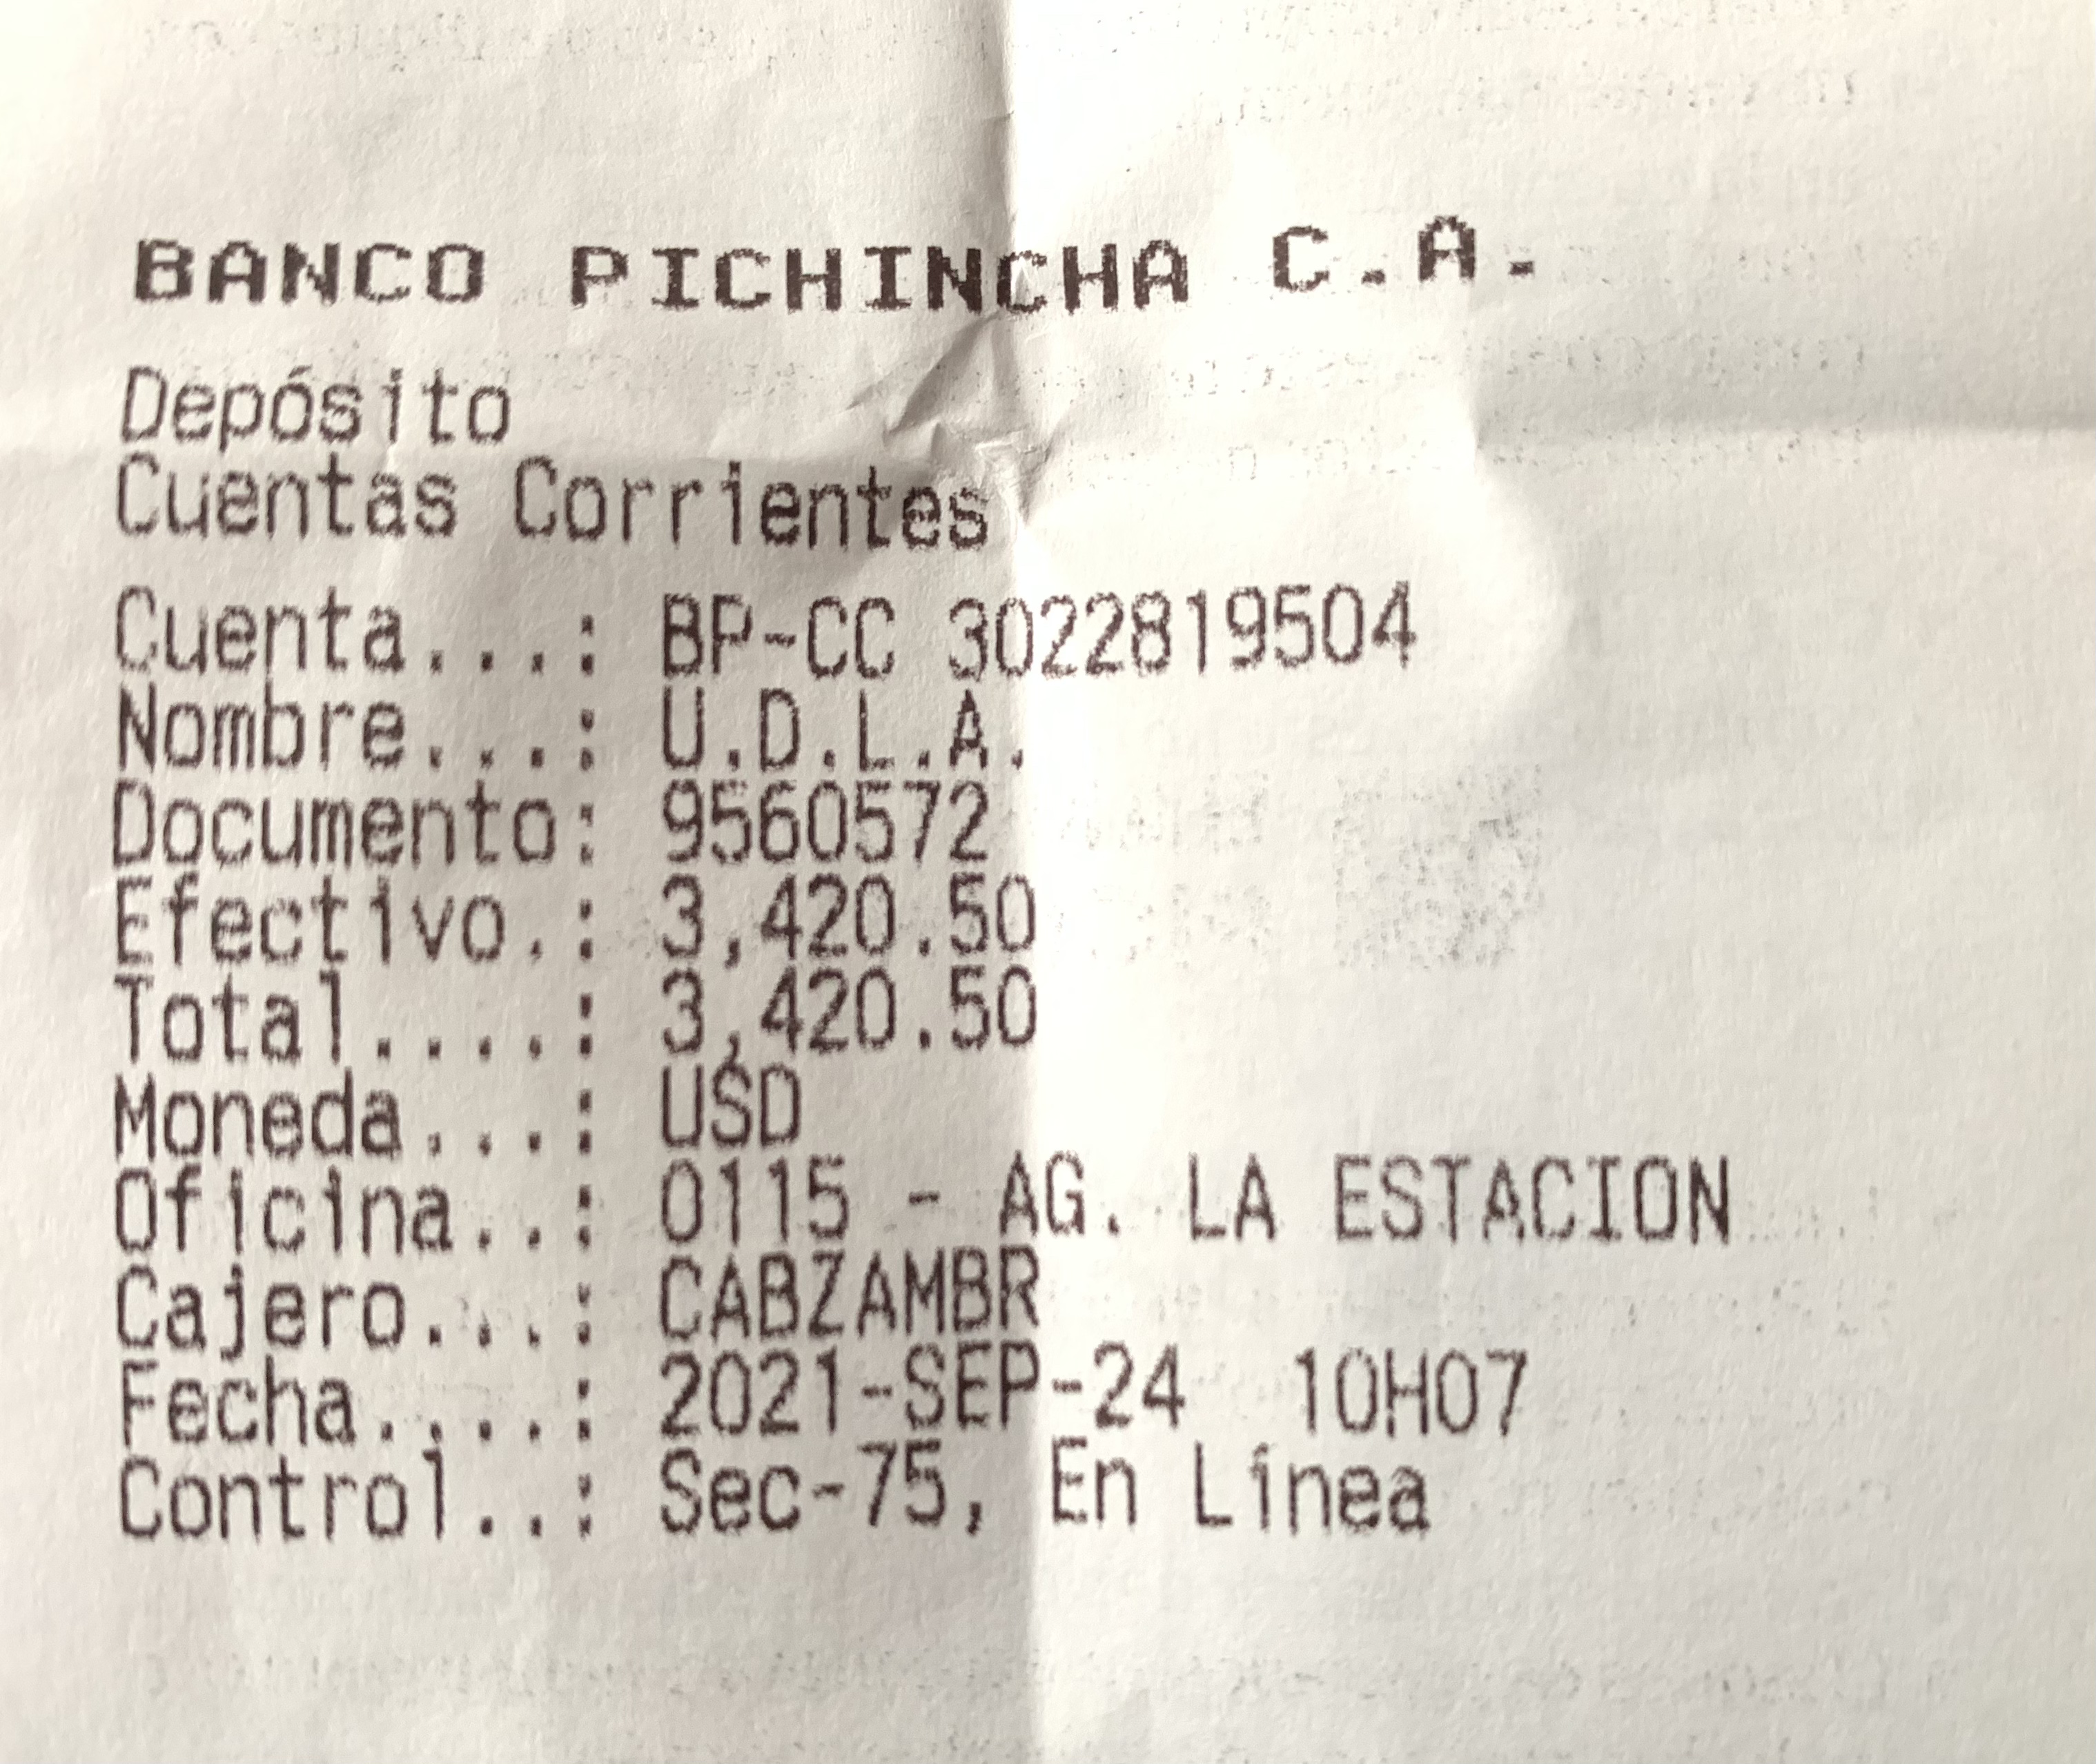 BANCO PICHINCHA C.A.
Depósito
Cuentas Corrientes
Cuenta...: BP-CC 3022819504
Nombre...: U.D.L.A.
Documento: 9560572
Efectivo.: 3,420.50
Total....: 3,420.50
Moneda...: USD
Oficina..: 0115 - AG. LA ESTACION
Cajero...: CABZAMBR
Fecha....: 2021-SEP-24 10H07
Control..: Sec-75, En Línea